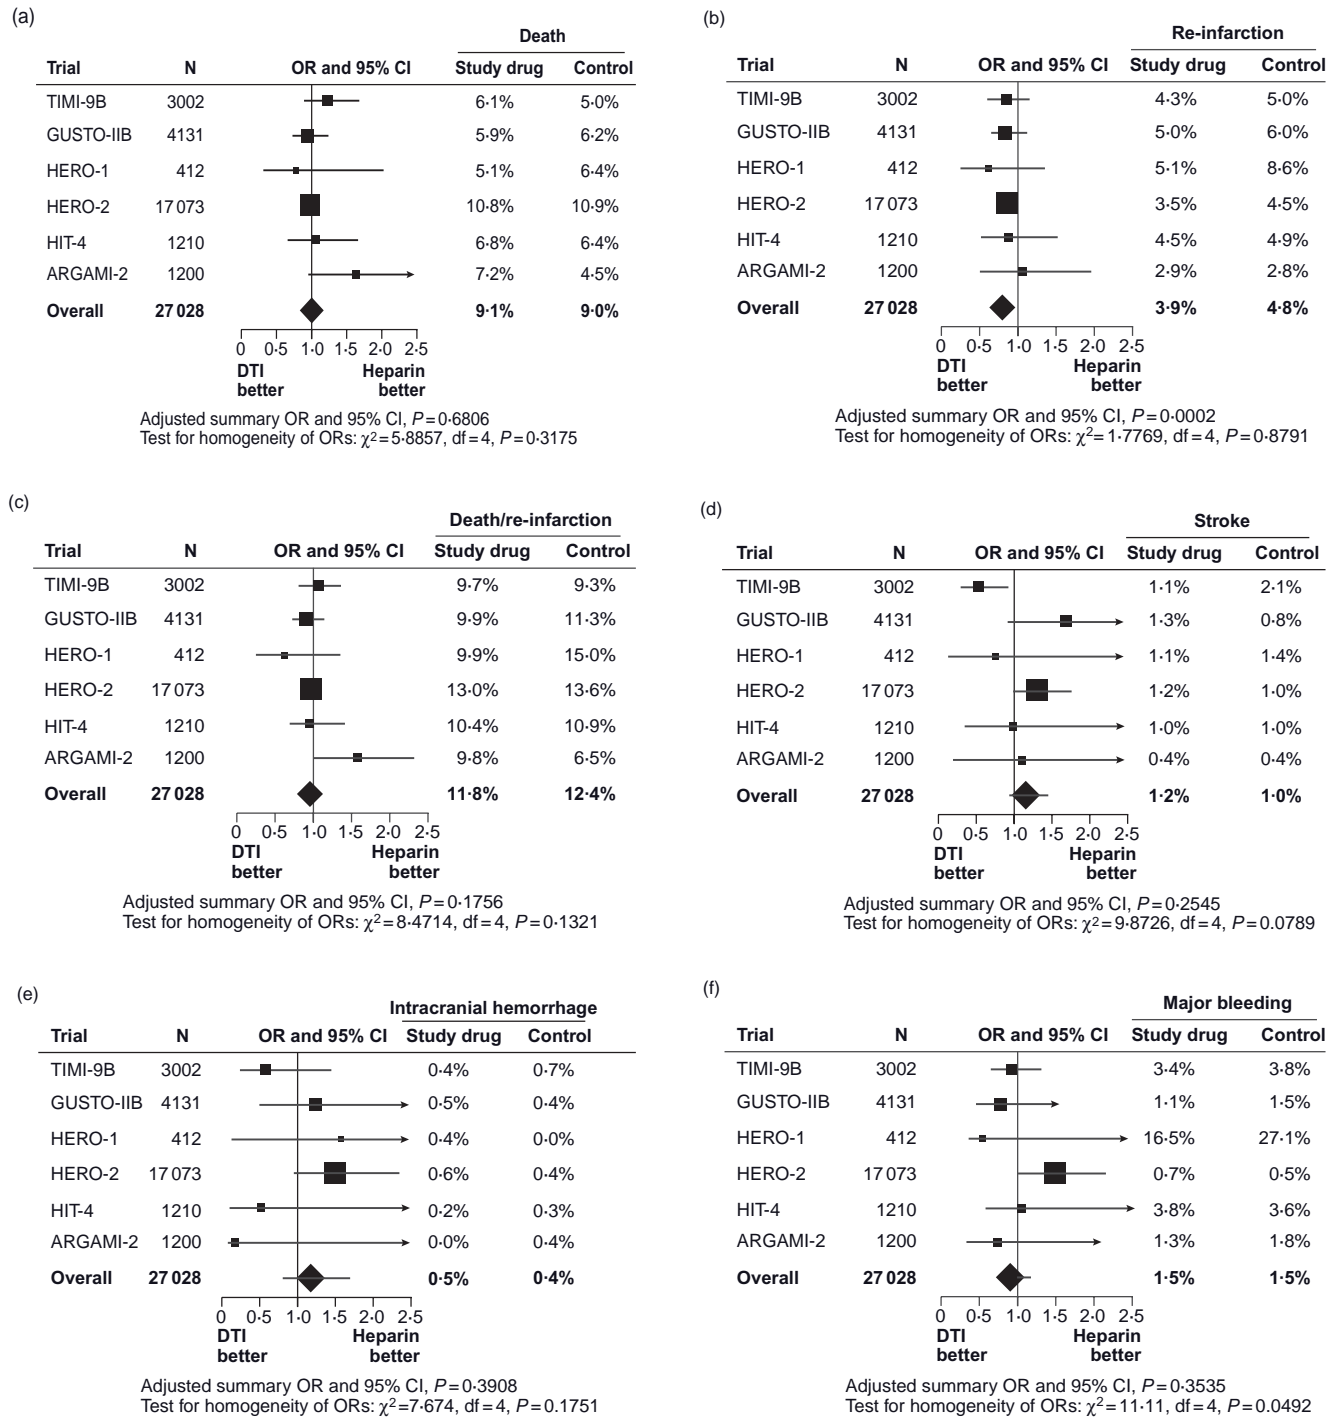 (a)
Death
Trial N OR and 95% CI Study drug Control
TIMI-9B 3002 6·1% 5·0%
GUSTO-IIB 4131 5·9% 6·2%
HERO-1 412 5·1% 6·4%
HERO-2 17 073 10·8% 10·9%
HIT-4 1210 6·8% 6·4%
ARGAMI-2 1200 7·2% 4·5%
Overall 27 028 9·1% 9·0%
0 0·5 1·0 1·5 2·0 2·5
DTI Heparin
better better
Adjusted summary OR and 95% CI, P=0·6806
Test for homogeneity of ORs: χ²=5·8857, df=4, P=0·3175
(b)
Re-infarction
Trial N OR and 95% CI Study drug Control
TIMI-9B 3002 4·3% 5·0%
GUSTO-IIB 4131 5·0% 6·0%
HERO-1 412 5·1% 8·6%
HERO-2 17 073 3·5% 4·5%
HIT-4 1210 4·5% 4·9%
ARGAMI-2 1200 2·9% 2·8%
Overall 27 028 3·9% 4·8%
0 0·5 1·0 1·5 2·0 2·5
DTI Heparin
better better
Adjusted summary OR and 95% CI, P=0·0002
Test for homogeneity of ORs: χ²=1·7769, df=4, P=0·8791
(c)
Death/re-infarction
Trial N OR and 95% CI Study drug Control
TIMI-9B 3002 9·7% 9·3%
GUSTO-IIB 4131 9·9% 11·3%
HERO-1 412 9·9% 15·0%
HERO-2 17 073 13·0% 13·6%
HIT-4 1210 10·4% 10·9%
ARGAMI-2 1200 9·8% 6·5%
Overall 27 028 11·8% 12·4%
0 0·5 1·0 1·5 2·0 2·5
DTI Heparin
better better
Adjusted summary OR and 95% CI, P=0·1756
Test for homogeneity of ORs: χ²=8·4714, df=4, P=0·1321
(d)
Stroke
Trial N OR and 95% CI Study drug Control
TIMI-9B 3002 1·1% 2·1%
GUSTO-IIB 4131 1·3% 0·8%
HERO-1 412 1·1% 1·4%
HERO-2 17 073 1·2% 1·0%
HIT-4 1210 1·0% 1·0%
ARGAMI-2 1200 0·4% 0·4%
Overall 27 028 1·2% 1·0%
0 0·5 1·0 1·5 2·0 2·5
DTI Heparin
better better
Adjusted summary OR and 95% CI, P=0·2545
Test for homogeneity of ORs: χ²=9·8726, df=4, P=0.0789
(e)
Intracranial hemorrhage
Trial N OR and 95% CI Study drug Control
TIMI-9B 3002 0·4% 0·7%
GUSTO-IIB 4131 0·5% 0·4%
HERO-1 412 0·4% 0·0%
HERO-2 17 073 0·6% 0·4%
HIT-4 1210 0·2% 0·3%
ARGAMI-2 1200 0·0% 0·4%
Overall 27 028 0·5% 0·4%
0 0·5 1·0 1·5 2·0 2·5
DTI Heparin
better better
Adjusted summary OR and 95% CI, P=0·3908
Test for homogeneity of ORs: χ²=7·674, df=4, P=0.1751
(f)
Major bleeding
Trial N OR and 95% CI Study drug Control
TIMI-9B 3002 3·4% 3·8%
GUSTO-IIB 4131 1·1% 1·5%
HERO-1 412 16·5% 27·1%
HERO-2 17 073 0·7% 0·5%
HIT-4 1210 3·8% 3·6%
ARGAMI-2 1200 1·3% 1·8%
Overall 27 028 1·5% 1·5%
0 0·5 1·0 1·5 2·0 2·5
DTI Heparin
better better
Adjusted summary OR and 95% CI, P=0·3535
Test for homogeneity of ORs: χ²=11·11, df=4, P=0.0492